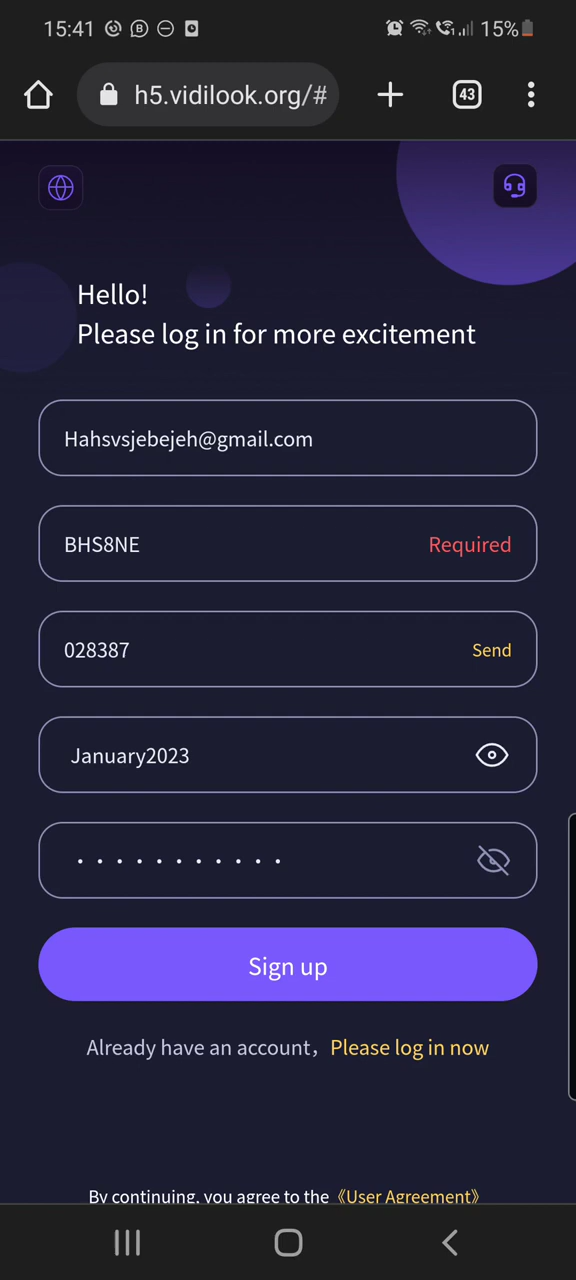 15:41
15%
h5.vidilook.org/#
43
Hello!
Please log in for more excitement
Hahsvsjebejeh@gmail.com
BHS8NE Required
028387 Send
January2023
Sign up
Already have an account，Please log in now
By continuing, you agree to the 《User Agreement》